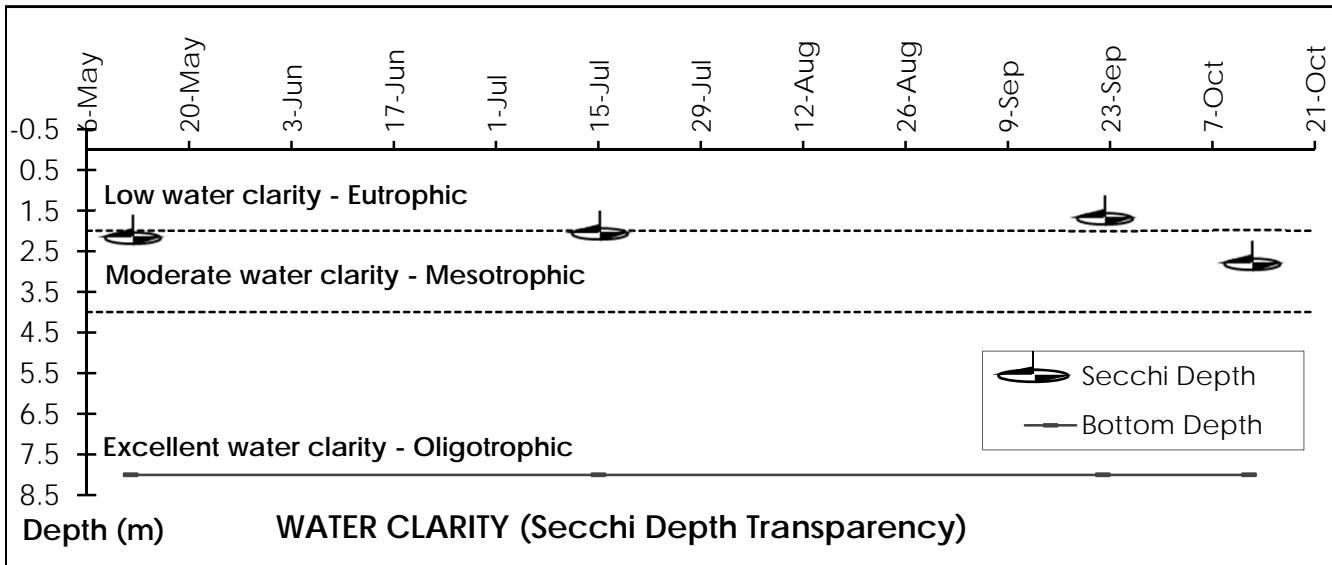 6-May
20-May
3-Jun
17-Jun
1-Jul
15-Jul
29-Jul
12-Aug
26-Aug
9-Sep
23-Sep
7-Oct
21-Oct
-0.5
0.5
Low water clarity - Eutrophic
1.5
2.5
Moderate water clarity - Mesotrophic
3.5
4.5
5.5
Secchi Depth
6.5
Bottom Depth
Excellent water clarity - Oligotrophic
7.5
8.5
Depth (m)
WATER CLARITY (Secchi Depth Transparency)